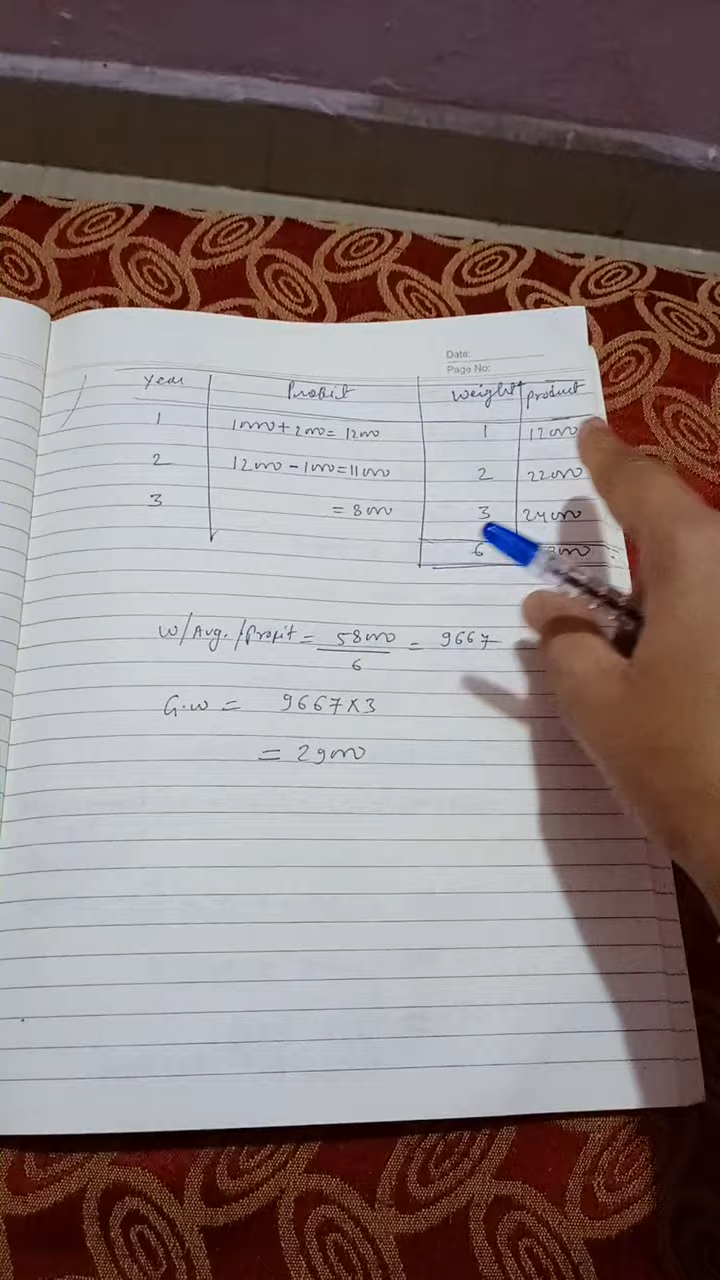 Date:
Page No:
Year Profit weight product
1 10000 + 2000 = 12000 1 12000
2 12000 - 1000 = 11000 2 22000
3 = 8000 3 24000
6
W/Avg./Profit = 58000 / 6 = 9667
G.W = 9667 X 3
= 29000